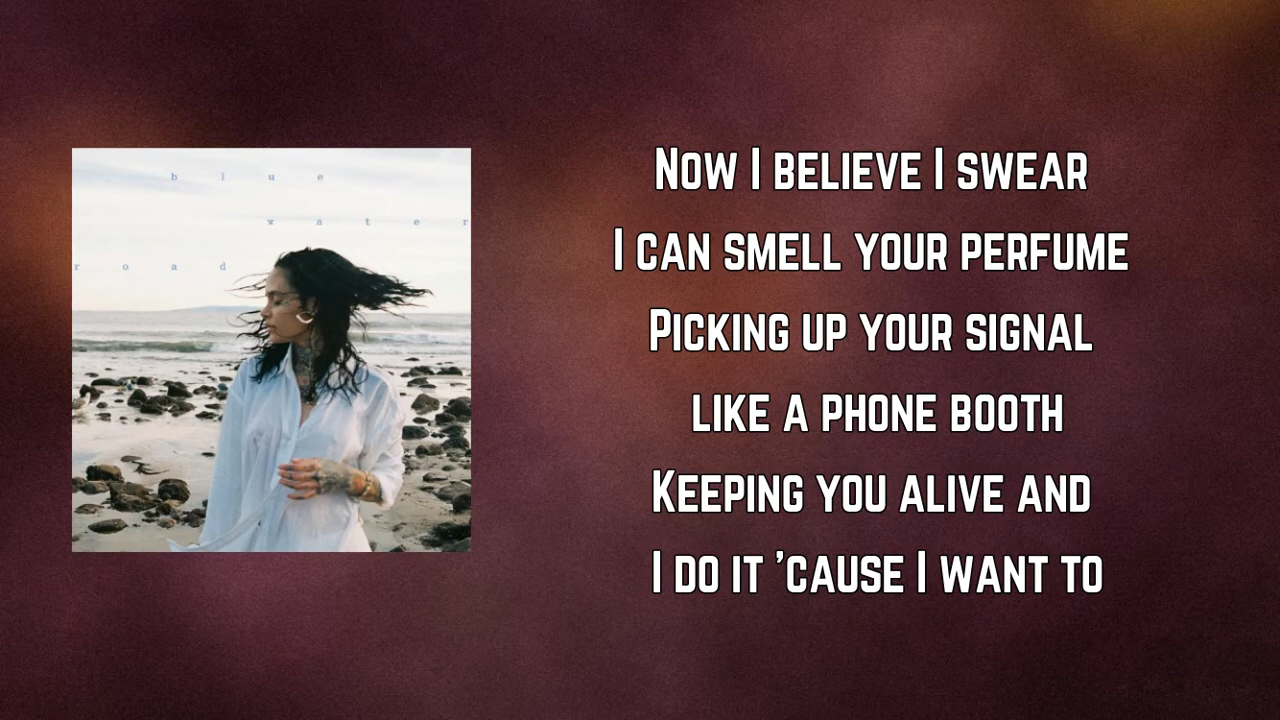 b l u e
w a t e r
r o a d
Now I believe I swear
I can smell your perfume
Picking up your signal
like a phone booth
Keeping you alive and
I do it 'cause I want to